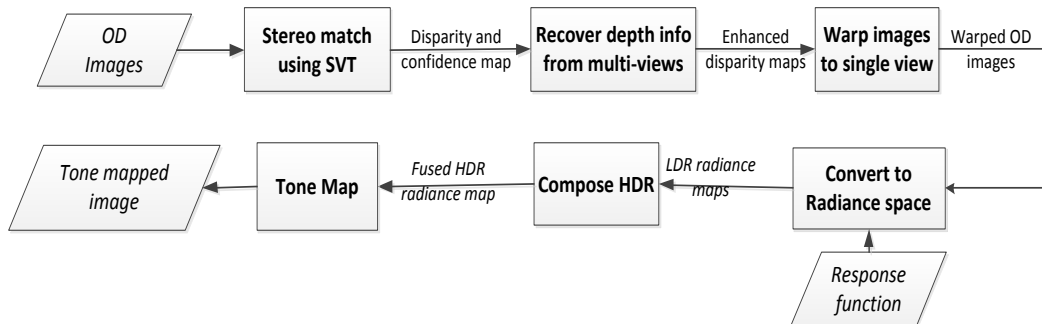 OD
Images
Stereo match
using SVT
Disparity and
confidence map
Recover depth info
from multi-views
Enhanced
disparity maps
Warp images
to single view
Warped OD
images
Tone mapped
image
Tone Map
Fused HDR
radiance map
Compose HDR
LDR radiance
maps
Convert to
Radiance space
Response
function